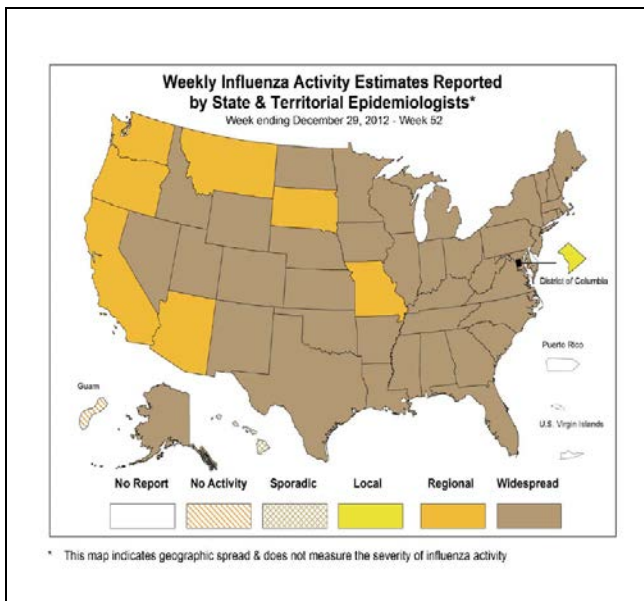 Weekly Influenza Activity Estimates Reported
by State & Territorial Epidemiologists*
Week ending December 29, 2012 - Week 52
District of Columbia
Puerto Rico
Guam
U.S. Virgin Islands
No Report
No Activity
Sporadic
Local
Regional
Widespread
* This map indicates geographic spread & does not measure the severity of influenza activity